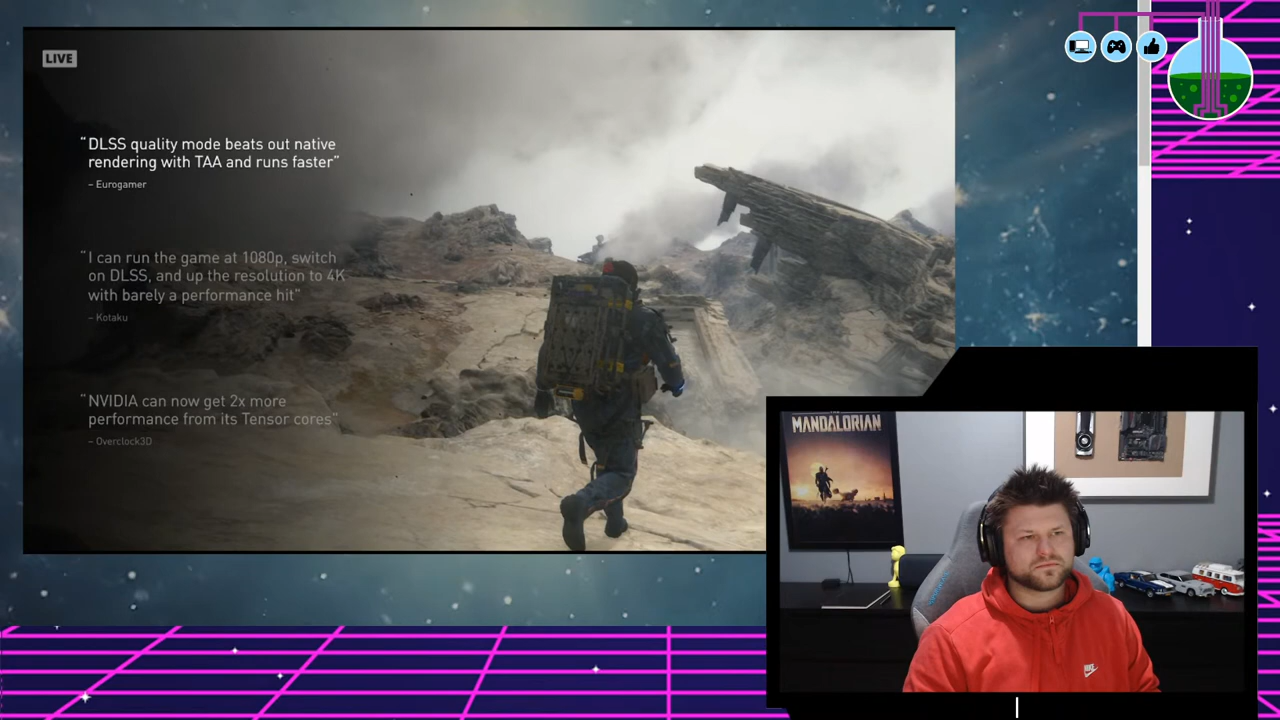 LIVE
“DLSS quality mode beats out native
rendering with TAA and runs faster”
– Eurogamer
“I can run the game at 1080p, switch
on DLSS, and up the resolution to 4K
with barely a performance hit”
– Kotaku
“NVIDIA can now get 2x more
performance from its Tensor cores”
– Overclock3D
MANDALORIAN
NIKE